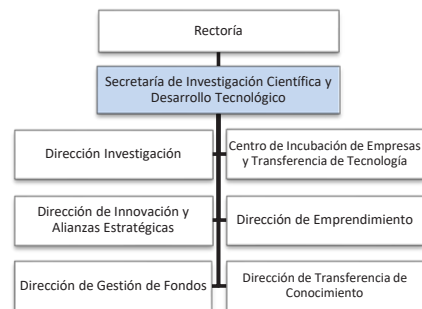 Rectoría
Secretaría de Investigación Científica y
Desarrollo Tecnológico
Dirección Investigación
Centro de Incubación de Empresas
y Transferencia de Tecnología
Dirección de Innovación y
Alianzas Estratégicas
Dirección de Emprendimiento
Dirección de Gestión de Fondos
Dirección de Transferencia de
Conocimiento